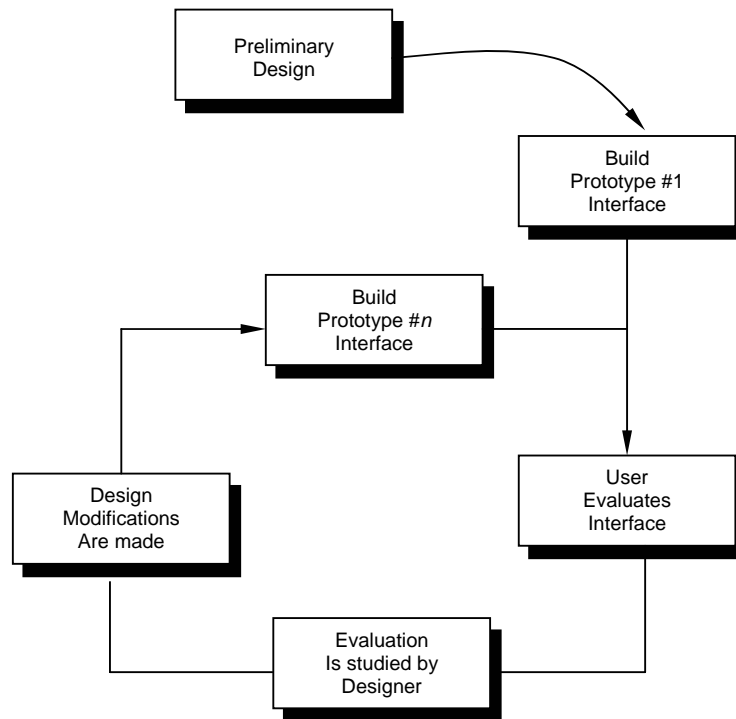 Preliminary
Design
Build
Prototype #1
Interface
Build
Prototype #n
Interface
User
Evaluates
Interface
Design
Modifications
Are made
Evaluation
Is studied by
Designer